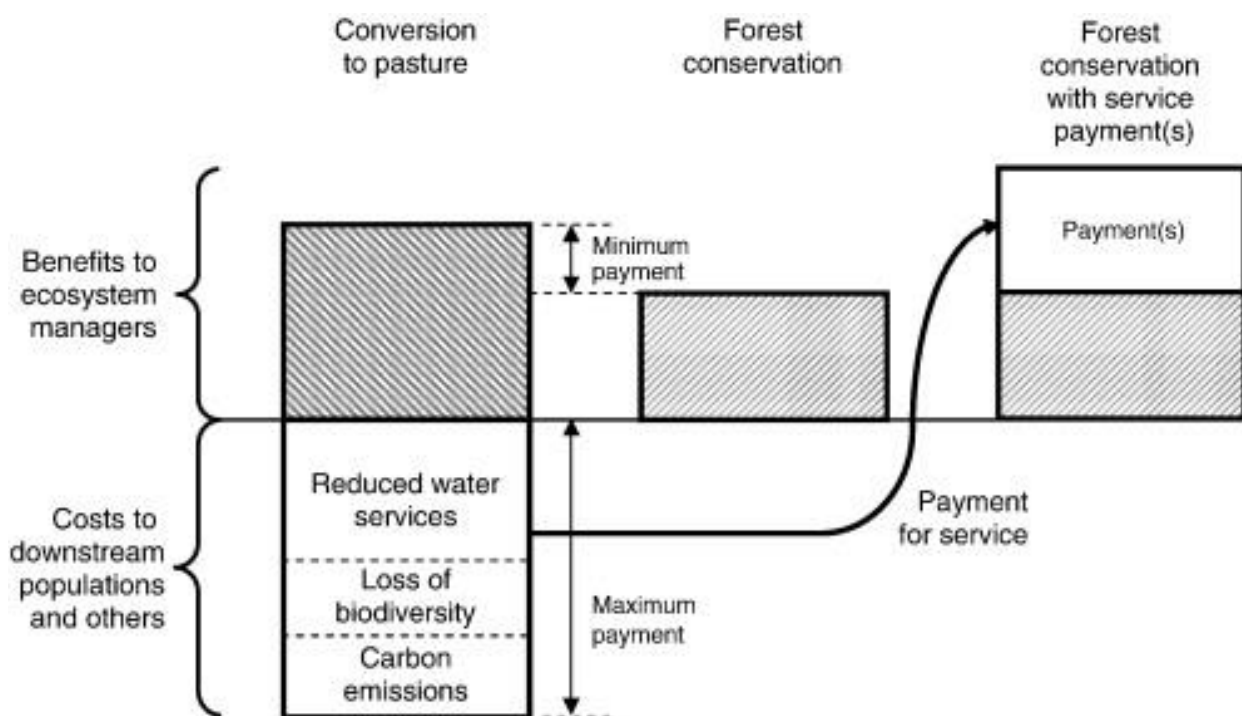 Conversion
to pasture
Forest
conservation
Forest
conservation
with service
payment(s)
Benefits to
ecosystem
managers
Minimum
payment
Payment(s)
Costs to
downstream
populations
and others
Reduced water
services
Loss of
biodiversity
Carbon
emissions
Maximum
payment
Payment
for service